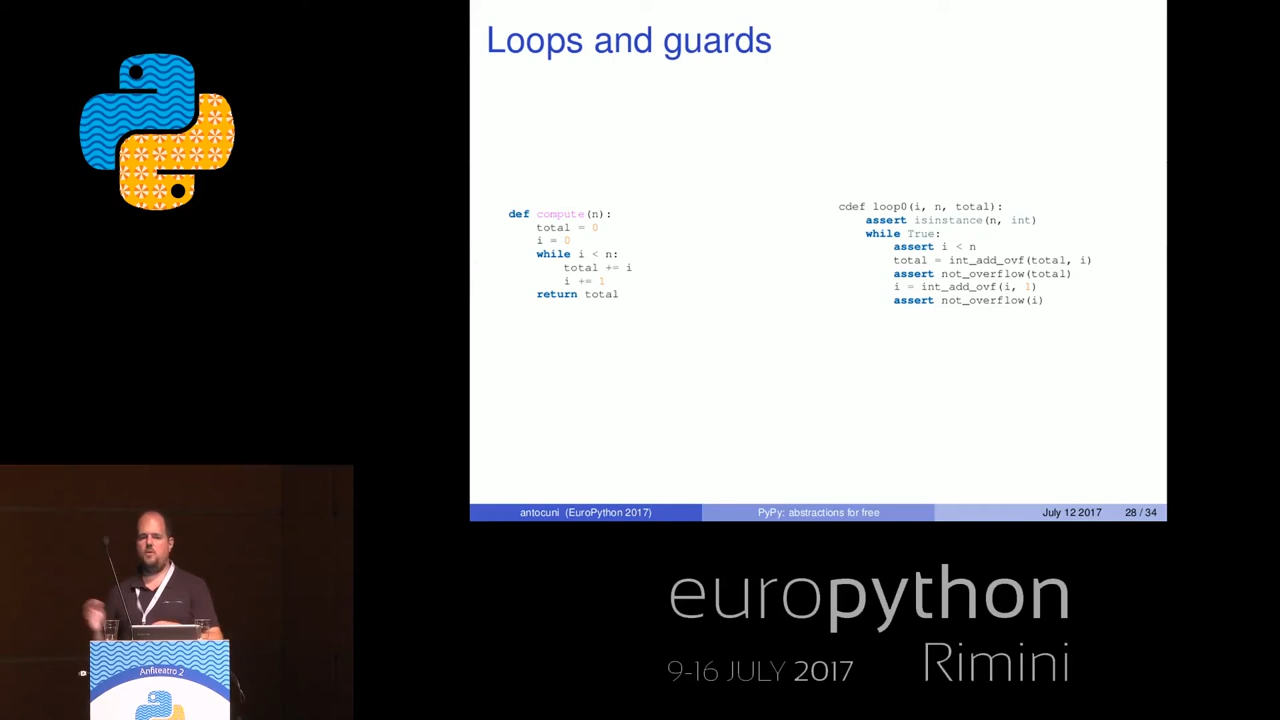 Loops and guards
def compute(n):
total = 0
i = 0
while i < n:
total += i
i += 1
return total
cdef loop0(i, n, total):
assert isinstance(n, int)
while True:
assert i < n
total = int_add_ovf(total, i)
assert not_overflow(total)
i = int_add_ovf(i, 1)
assert not_overflow(i)
antocuni (EuroPython 2017)
PyPy: abstractions for free
July 12 2017
28 / 34
europython
Rimini
9-16 JULY 2017
Anfiteatro 2